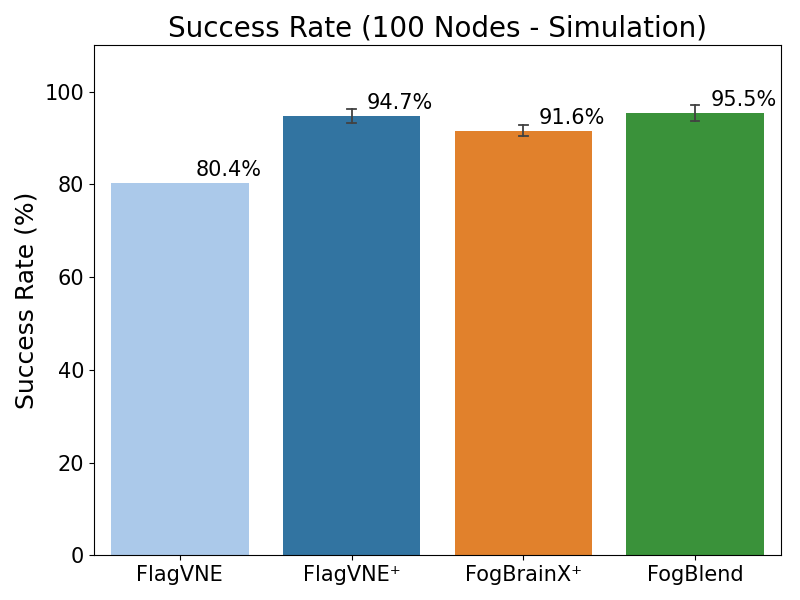 Success Rate (100 Nodes - Simulation)
Success Rate (%)
100
80
60
40
20
0
80.4%
94.7%
91.6%
95.5%
FlagVNE
FlagVNE⁺
FogBrainX⁺
FogBlend